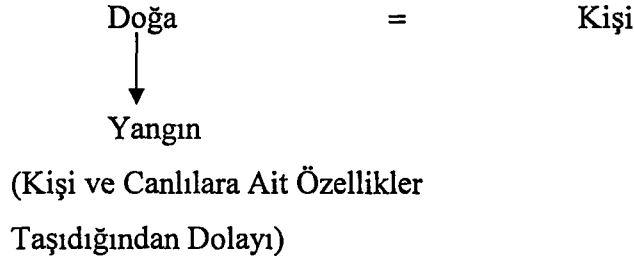 Doğa = Kişi
Yangın
(Kişi ve Canlılara Ait Özellikler
Taşıdığından Dolayı)